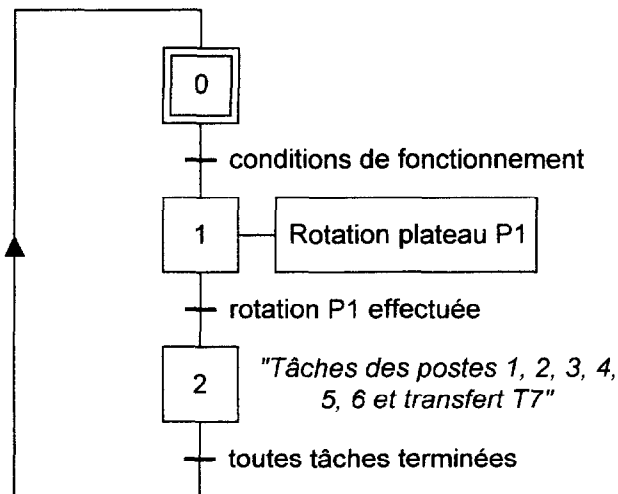 0
conditions de fonctionnement
1
Rotation plateau P1
rotation P1 effectuée
2
"Tâches des postes 1, 2, 3, 4,
5, 6 et transfert T7"
toutes tâches terminées